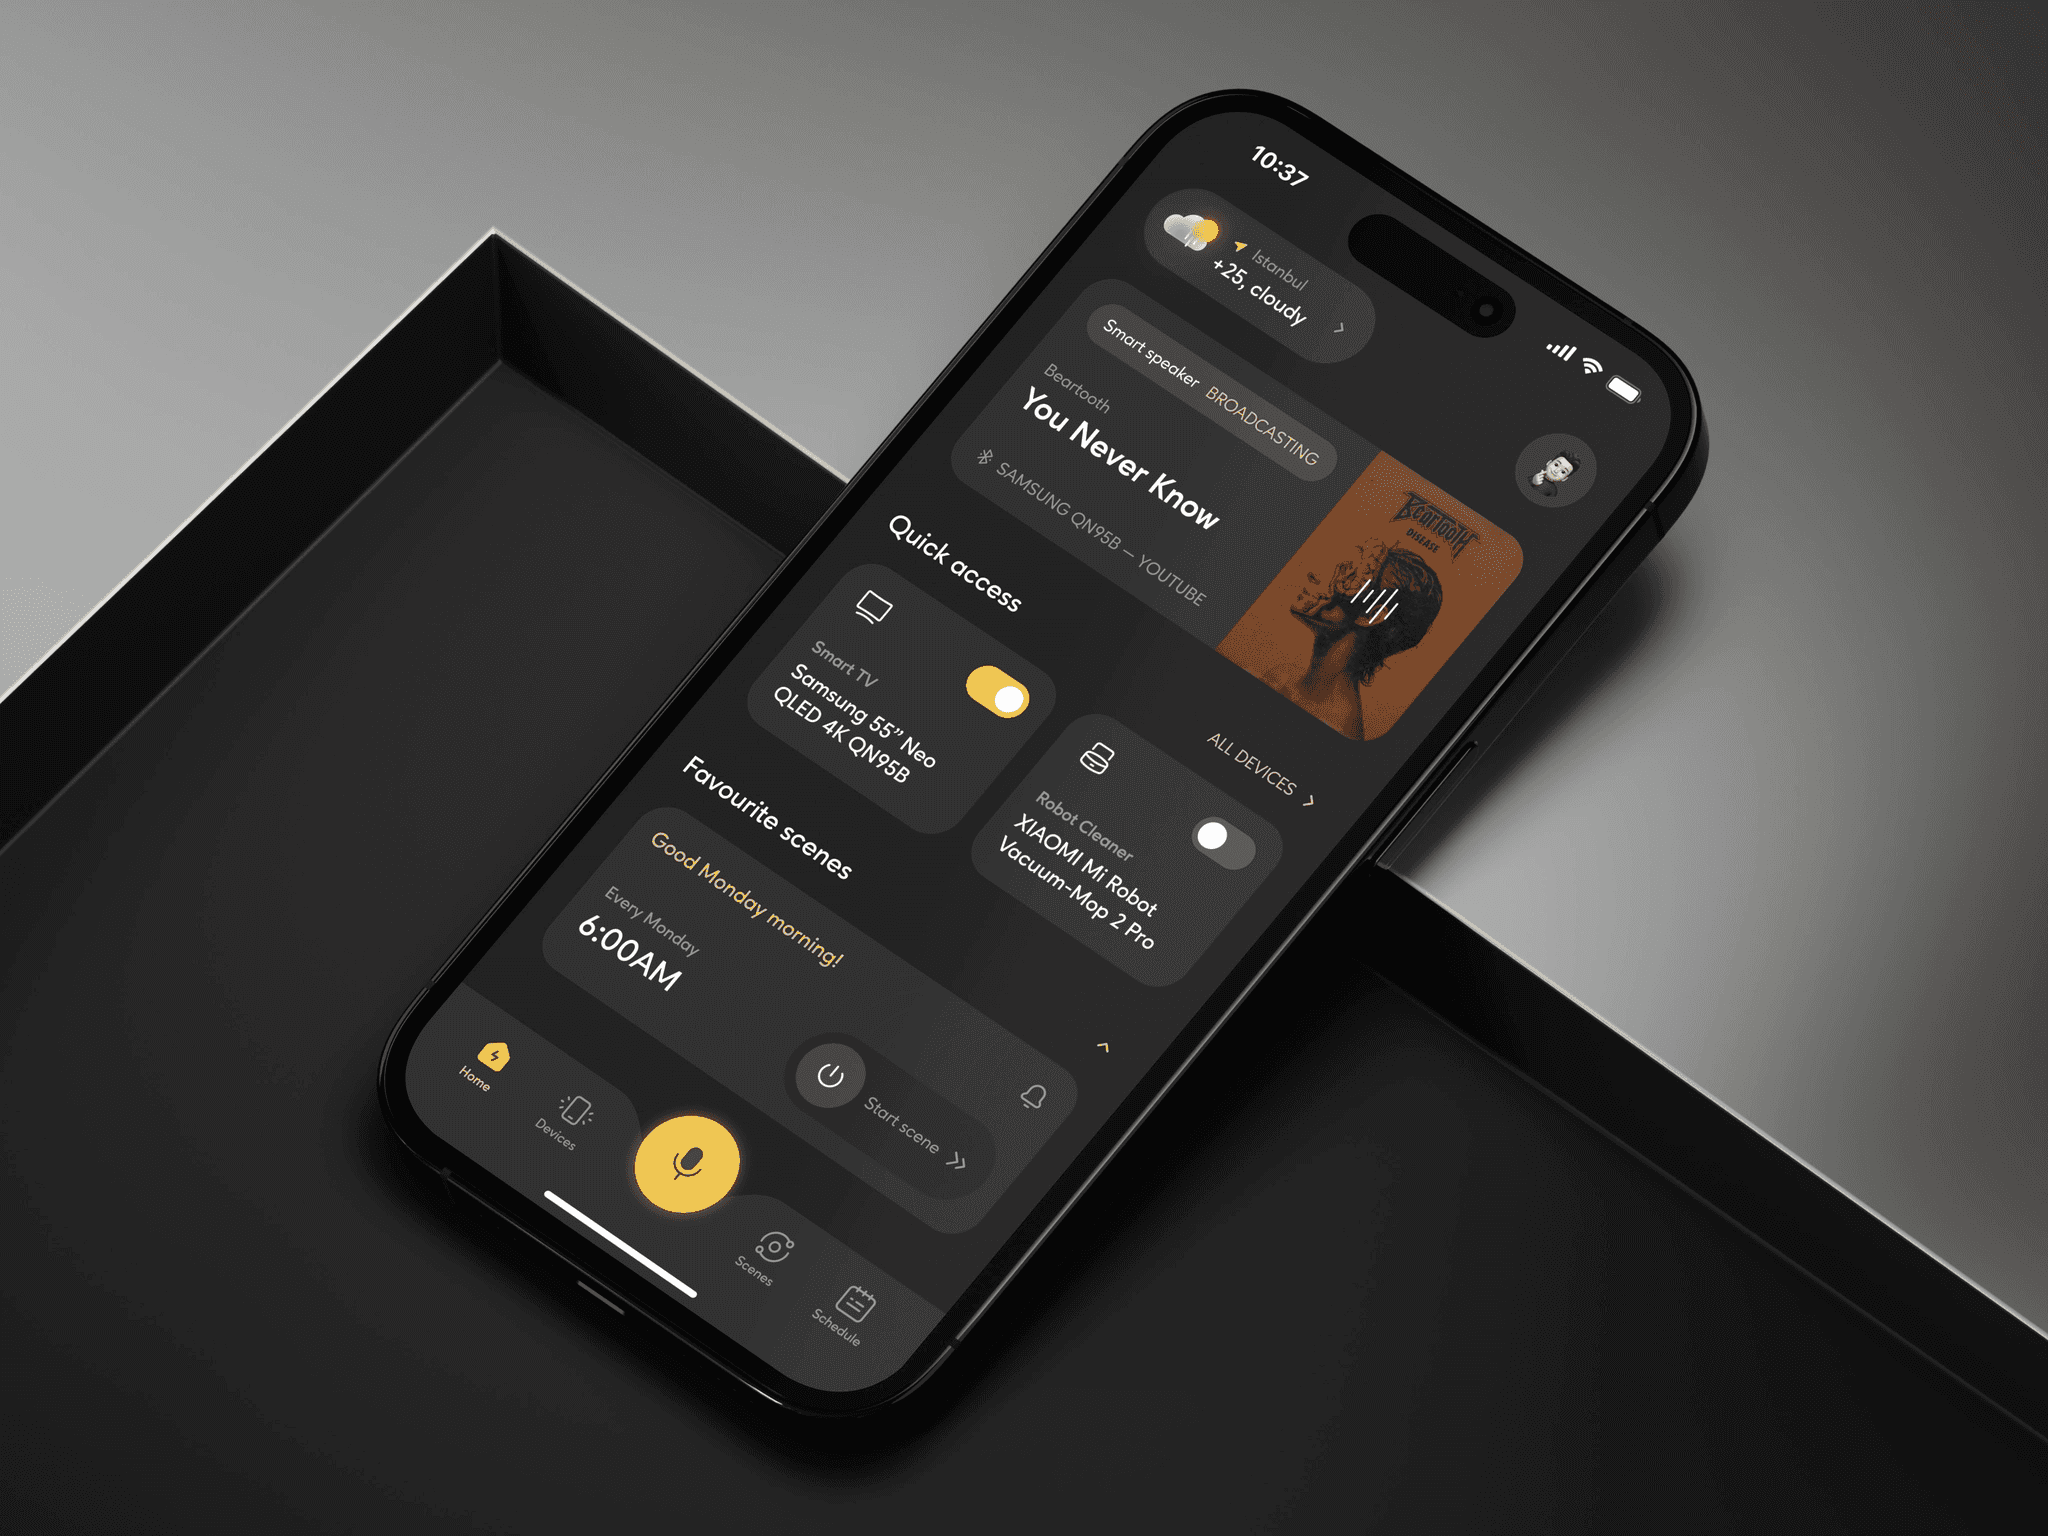 10:37
Istanbul
+25, cloudy
Smart speaker BROADCASTING
Beartooth
You Never Know
SAMSUNG QN95B – YOUTUBE
BEARTOOTH
DISEASE
Quick access
ALL DEVICES
Smart TV
Samsung 55” Neo
QLED 4K QN95B
Robot Cleaner
XIAOMI Mi Robot
Vacuum-Mop 2 Pro
Favourite scenes
Good Monday morning!
Every Monday
6:00AM
Start scene
Home
Devices
Scenes
Schedule